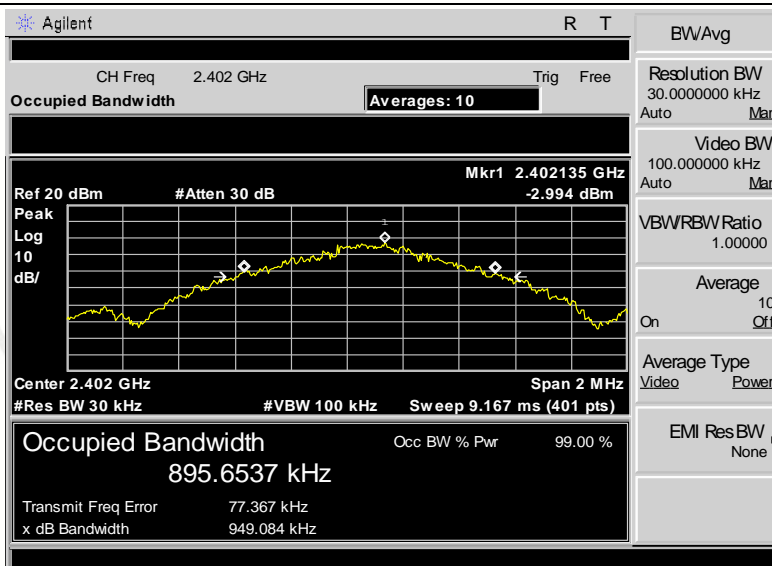 Agilent R T
CH Freq 2.402 GHz Trig Free
Occupied Bandwidth Averages: 10
Mkr1 2.402135 GHz
Ref 20 dBm #Atten 30 dB -2.994 dBm
Peak
Log
10
dB/
1
Center 2.402 GHz Span 2 MHz
#Res BW 30 kHz #VBW 100 kHz Sweep 9.167 ms (401 pts)
Occupied Bandwidth Occ BW % Pwr 99.00 %
895.6537 kHz
Transmit Freq Error 77.367 kHz
x dB Bandwidth 949.084 kHz
BW/Avg
Resolution BW
30.0000000 kHz
Auto Man
Video BW
100.000000 kHz
Auto Man
VBW/RBW Ratio
1.00000
Average
10
On Off
Average Type
Video Power
EMI Res BW
None